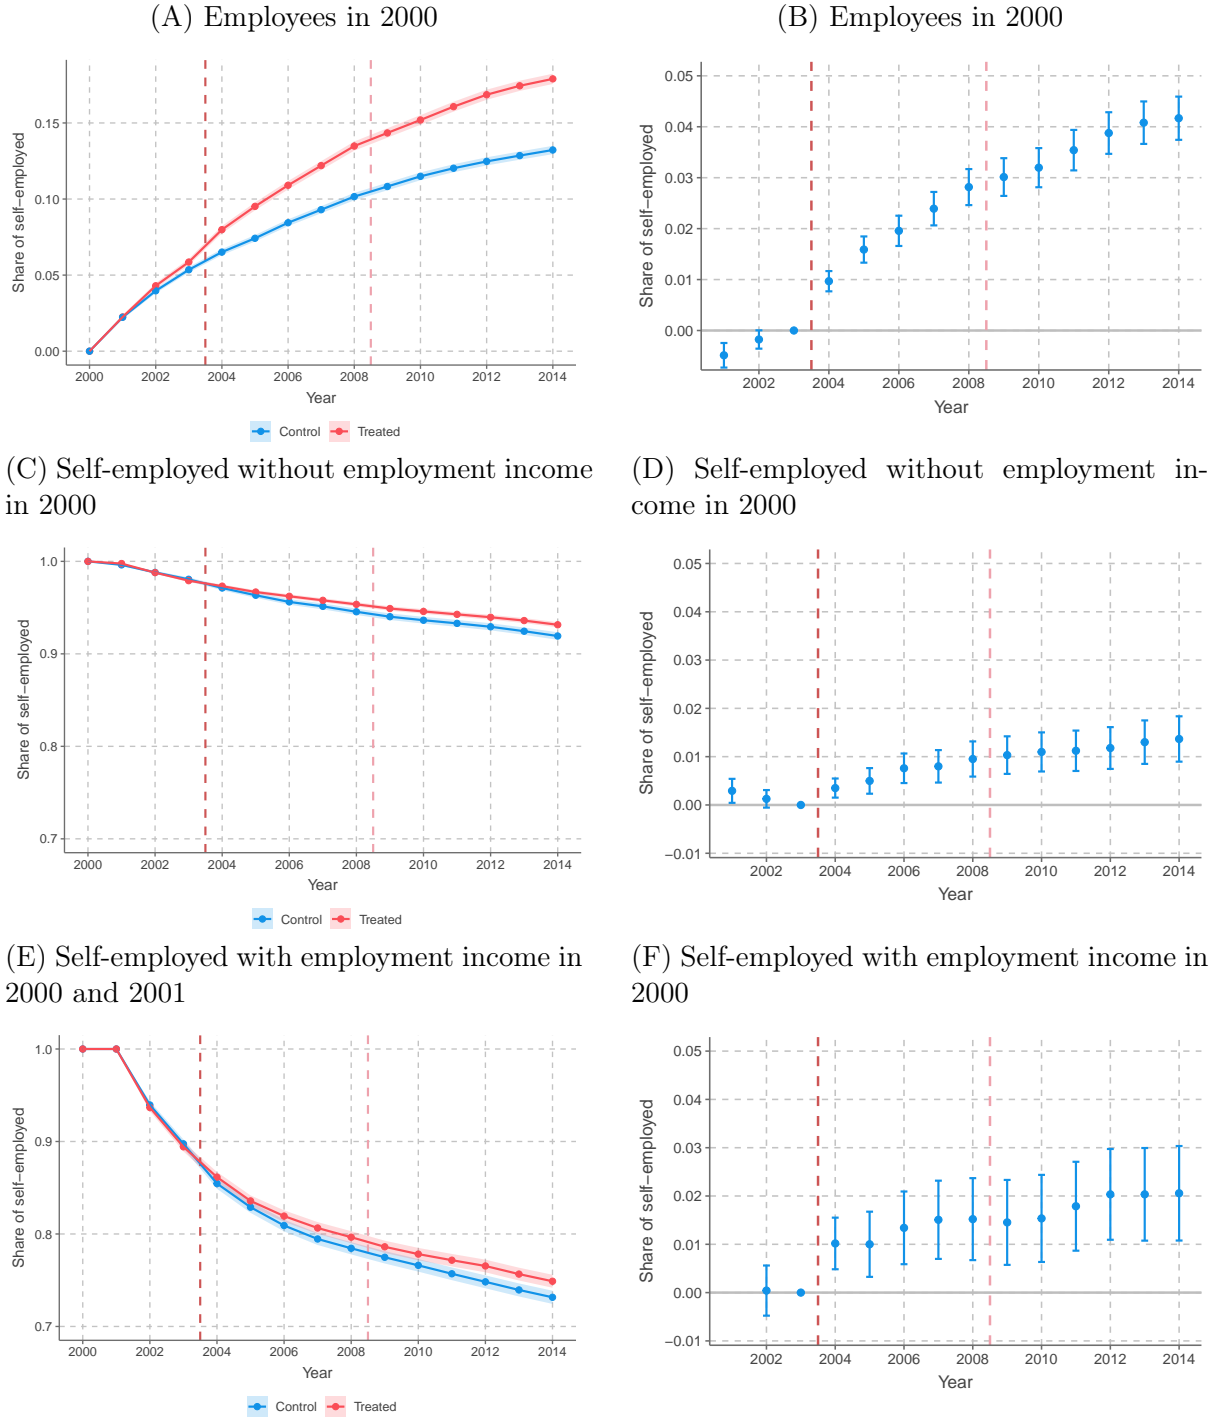 (A) Employees in 2000
Share of self−employed
0.15
0.10
0.05
0.00
2000 2002 2004 2006 2008 2010 2012 2014
Year
Control Treated
(B) Employees in 2000
Share of self−employed
0.05
0.04
0.03
0.02
0.01
0.00
2002 2004 2006 2008 2010 2012 2014
Year
(C) Self-employed without employment income
in 2000
Share of self−employed
1.0
0.9
0.8
0.7
2000 2002 2004 2006 2008 2010 2012 2014
Year
Control Treated
(D) Self-employed without employment in-
come in 2000
Share of self−employed
0.05
0.04
0.03
0.02
0.01
0.00
−0.01
2002 2004 2006 2008 2010 2012 2014
Year
(E) Self-employed with employment income in
2000 and 2001
Share of self−employed
1.0
0.9
0.8
0.7
2000 2002 2004 2006 2008 2010 2012 2014
Year
Control Treated
(F) Self-employed with employment income in
2000
Share of self−employed
0.05
0.04
0.03
0.02
0.01
0.00
−0.01
2002 2004 2006 2008 2010 2012 2014
Year